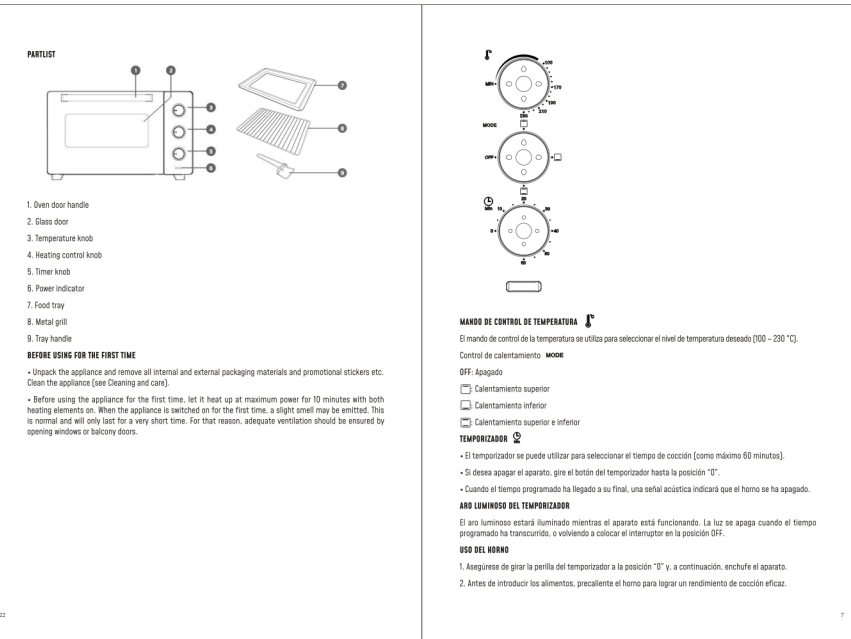 PARTLIST
1
2
3
4
5
6
7
8
9
1. Oven door handle
2. Glass door
3. Temperature knob
4. Heating control knob
5. Timer knob
6. Power indicator
7. Food tray
8. Metal grill
9. Tray handle
BEFORE USING FOR THE FIRST TIME
• Unpack the appliance and remove all internal and external packaging materials and promotional stickers etc.
Clean the appliance (see Cleaning and care).
• Before using the appliance for the first time, let it heat up at maximum power for 10 minutes with both
heating elements on. When the appliance is switched on for the first time, a slight smell may be emitted. This
is normal and will only last for a very short time. For that reason, adequate ventilation should be ensured by
opening windows or balcony doors.
22
°C
MIN
100
170
190
210
230
MODE
OFF
Min
10
20
30
40
50
60
MANDO DE CONTROL DE TEMPERATURA °C
El mando de control de la temperatura se utiliza para seleccionar el nivel de temperatura deseado (100 – 230 °C).
Control de calentamiento MODE
OFF: Apagado
: Calentamiento superior
: Calentamiento inferior
: Calentamiento superior e inferior
TEMPORIZADOR
• El temporizador se puede utilizar para seleccionar el tiempo de cocción (como máximo 60 minutos).
• Si desea apagar el aparato, gire el botón del temporizador hasta la posición "0".
• Cuando el tiempo programado ha llegado a su final, una señal acústica indicará que el horno se ha apagado.
ARO LUMINOSO DEL TEMPORIZADOR
El aro luminoso estará iluminado mientras el aparato está funcionando. La luz se apaga cuando el tiempo
programado ha transcurrido, o volviendo a colocar el interruptor en la posición OFF.
USO DEL HORNO
1. Asegúrese de girar la perilla del temporizador a la posición "0" y, a continuación, enchufe el aparato.
2. Antes de introducir los alimentos, precaliente el horno para lograr un rendimiento de cocción eficaz.
7